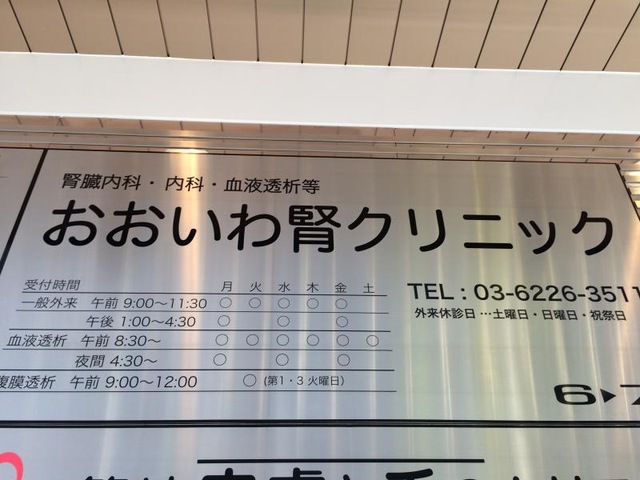 腎臓内科・内科・血液透析等
おおいわ腎クリニック
受付時間 月 火 水 木 金 土
一般外来 午前 9:00〜11:30 ○ ○ ○ ○ ○
午後 1:00〜4:30 ○ ○ ○
血液透析 午前 8:30〜 ○ ○ ○ ○ ○ ○
夜間 4:30〜 ○ ○ ○
腹膜透析 午前 9:00〜12:00 ○ (第1・3火曜日)
TEL : 03-6226-3511
外来休診日…土曜日・日曜日・祝祭日
6▶7